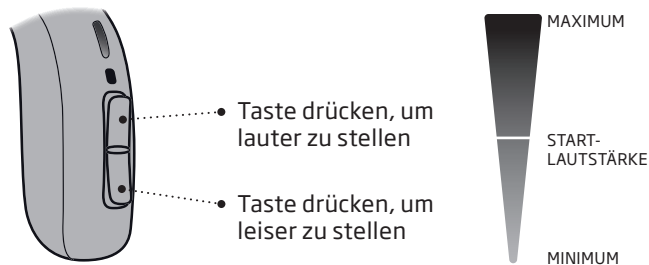 Taste drücken, um
lauter zu stellen
Taste drücken, um
leiser zu stellen
MAXIMUM
START-
LAUTSTÄRKE
MINIMUM